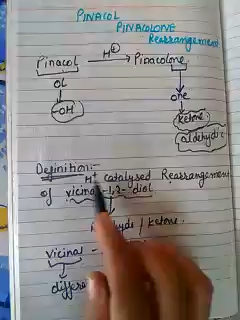 PINACOL
PINACOLONE
Rearrangement
Pinacol H⊕ Pinacolone
ol one
-OH ketone
aldehyde
Definition:-
H⊕ catalysed Rearrangement
of vicinal 1,2- diol
/ ketone.
vicinal -